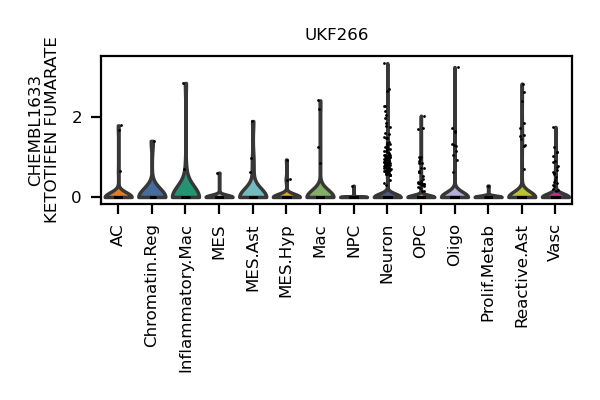 UKF266
CHEMBL1633
KETOTIFEN FUMARATE
2
0
AC
Chromatin.Reg
Inflammatory.Mac
MES
MES.Ast
MES.Hyp
Mac
NPC
Neuron
OPC
Oligo
Prolif.Metab
Reactive.Ast
Vasc